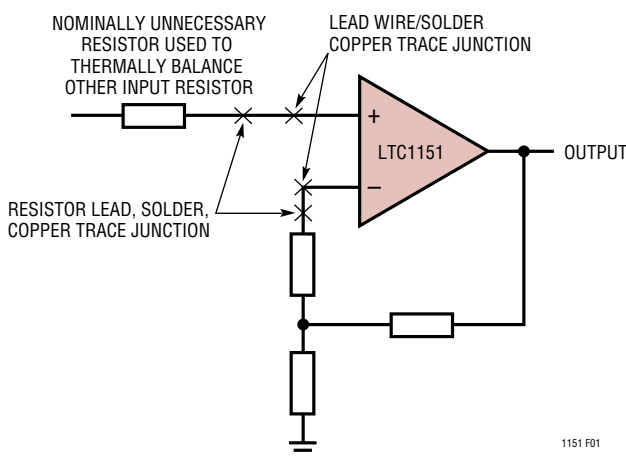 NOMINALLY UNNECESSARY
RESISTOR USED TO
THERMALLY BALANCE
OTHER INPUT RESISTOR
LEAD WIRE/SOLDER
COPPER TRACE JUNCTION
+
LTC1151
–
OUTPUT
RESISTOR LEAD, SOLDER,
COPPER TRACE JUNCTION
1151 F01